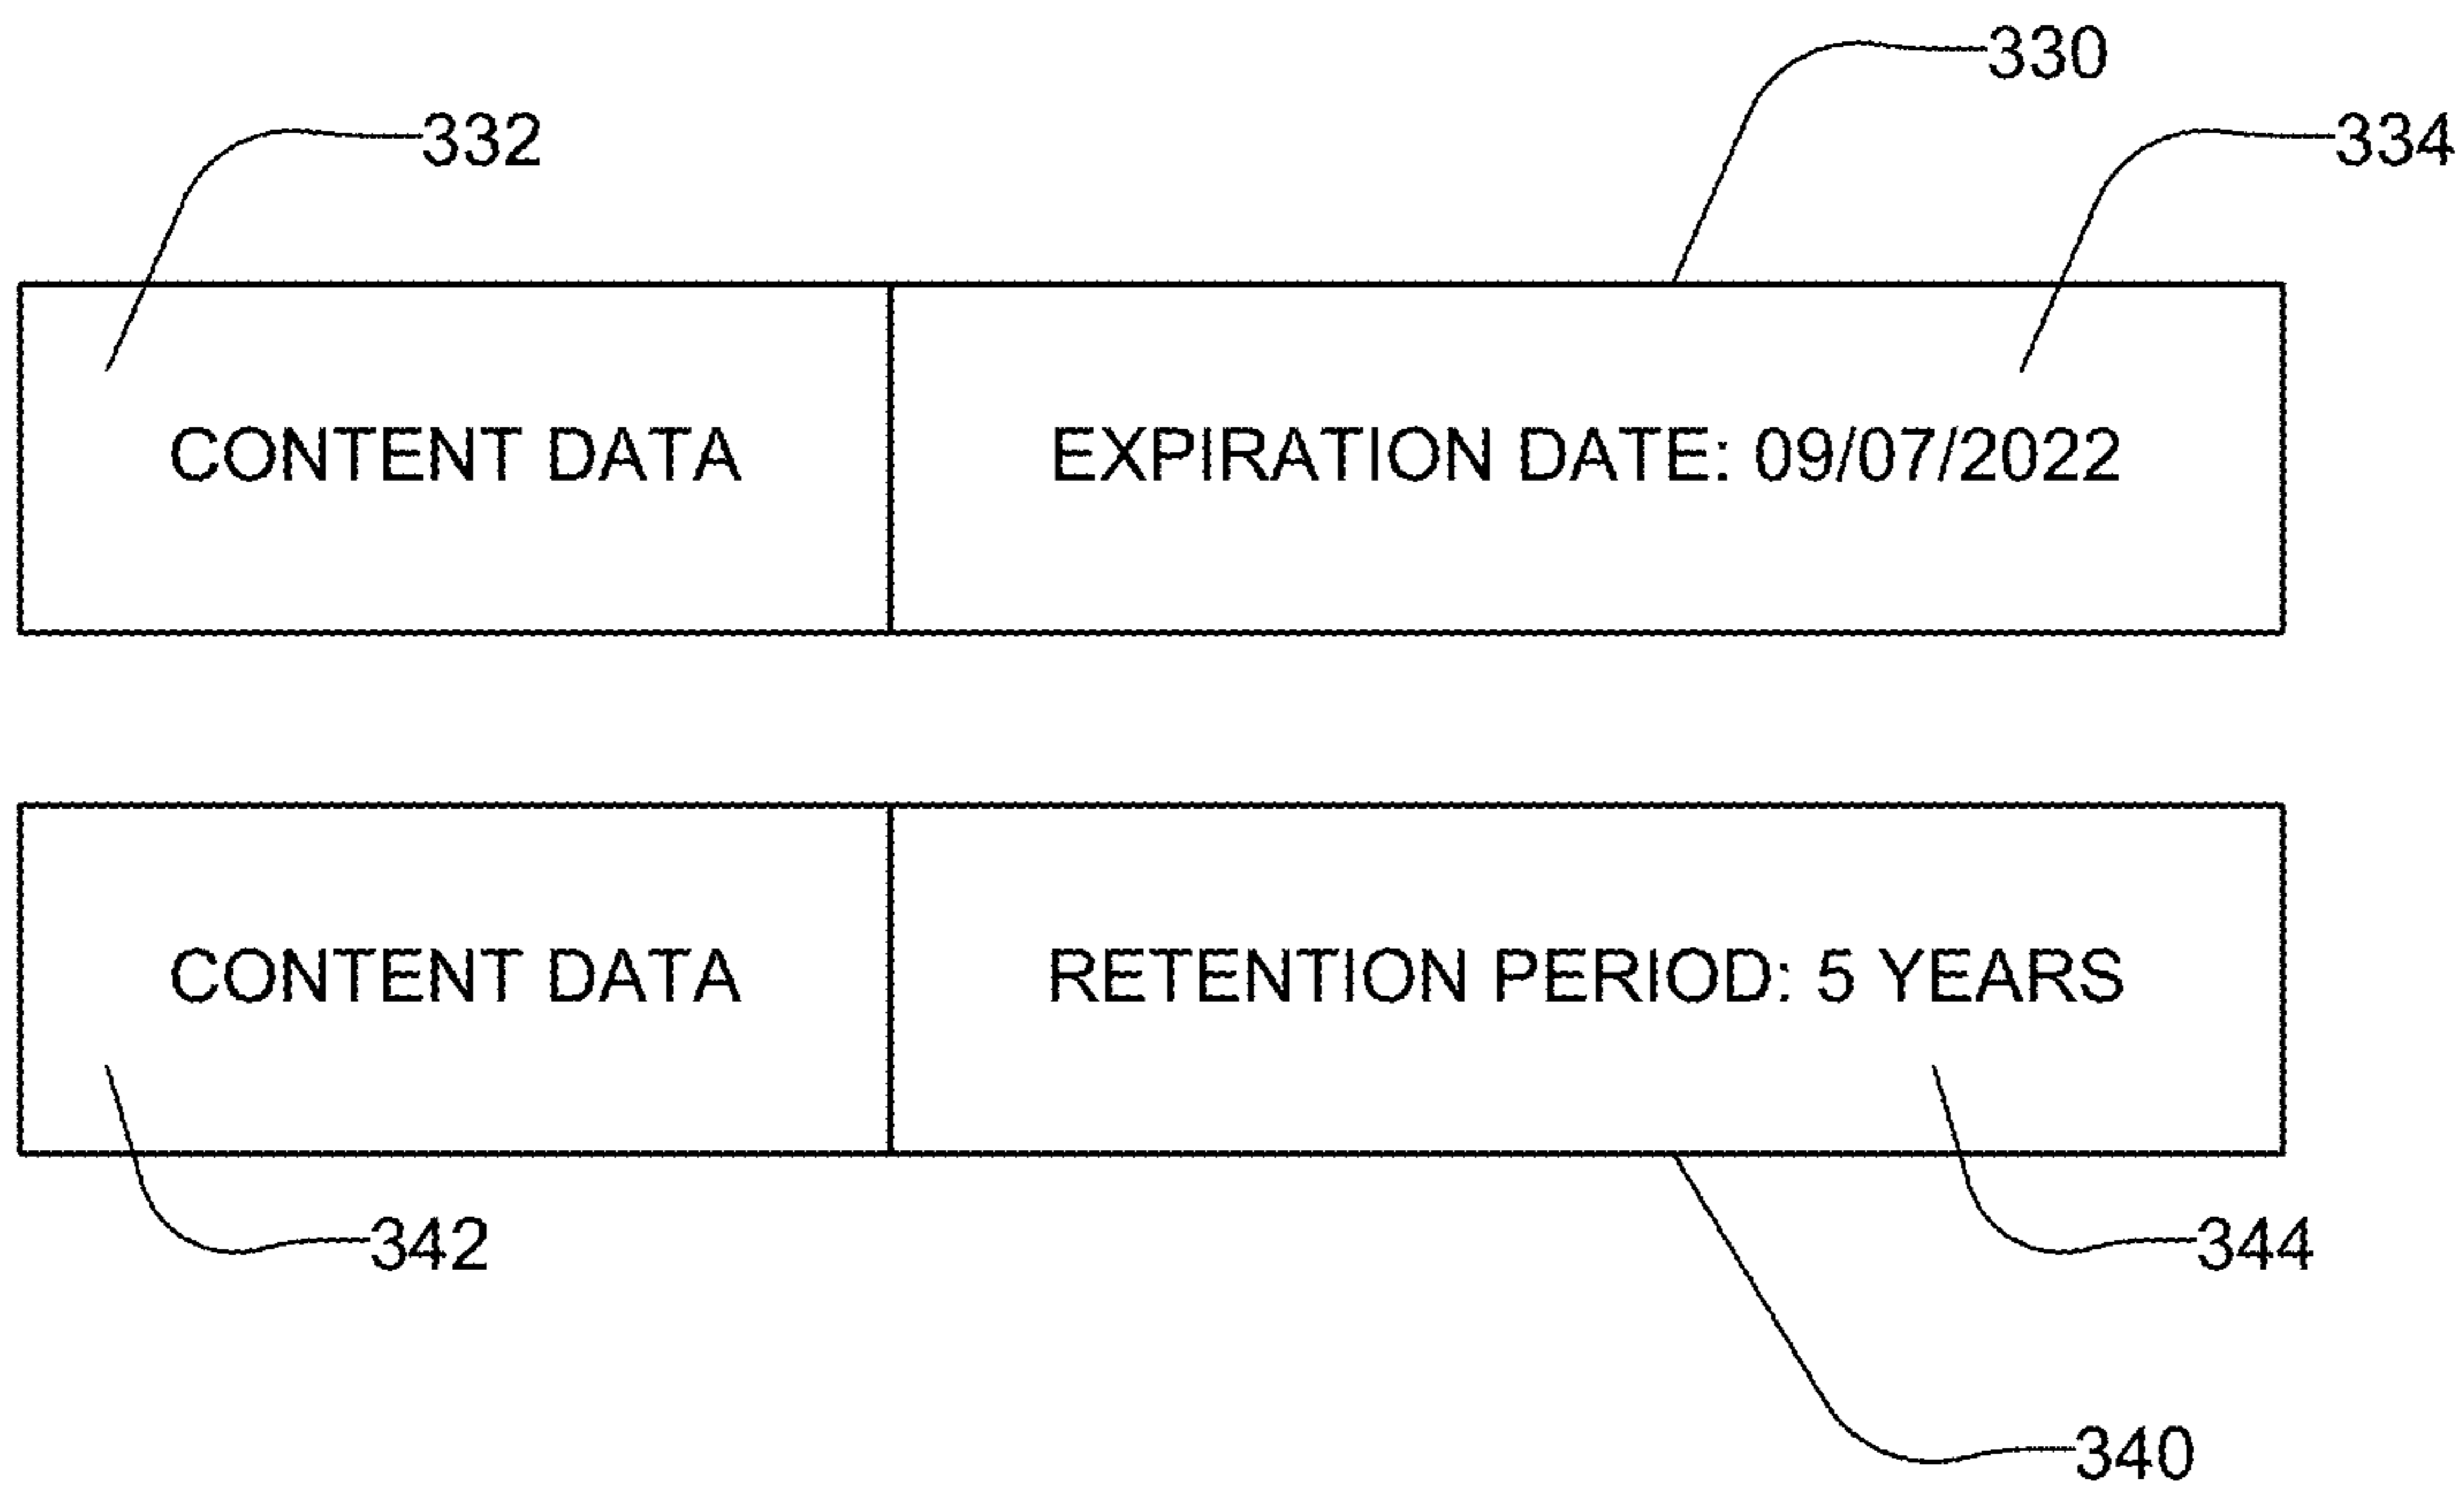 330
332
334
CONTENT DATA
EXPIRATION DATE: 09/07/2022
CONTENT DATA
RETENTION PERIOD: 5 YEARS
342
344
340